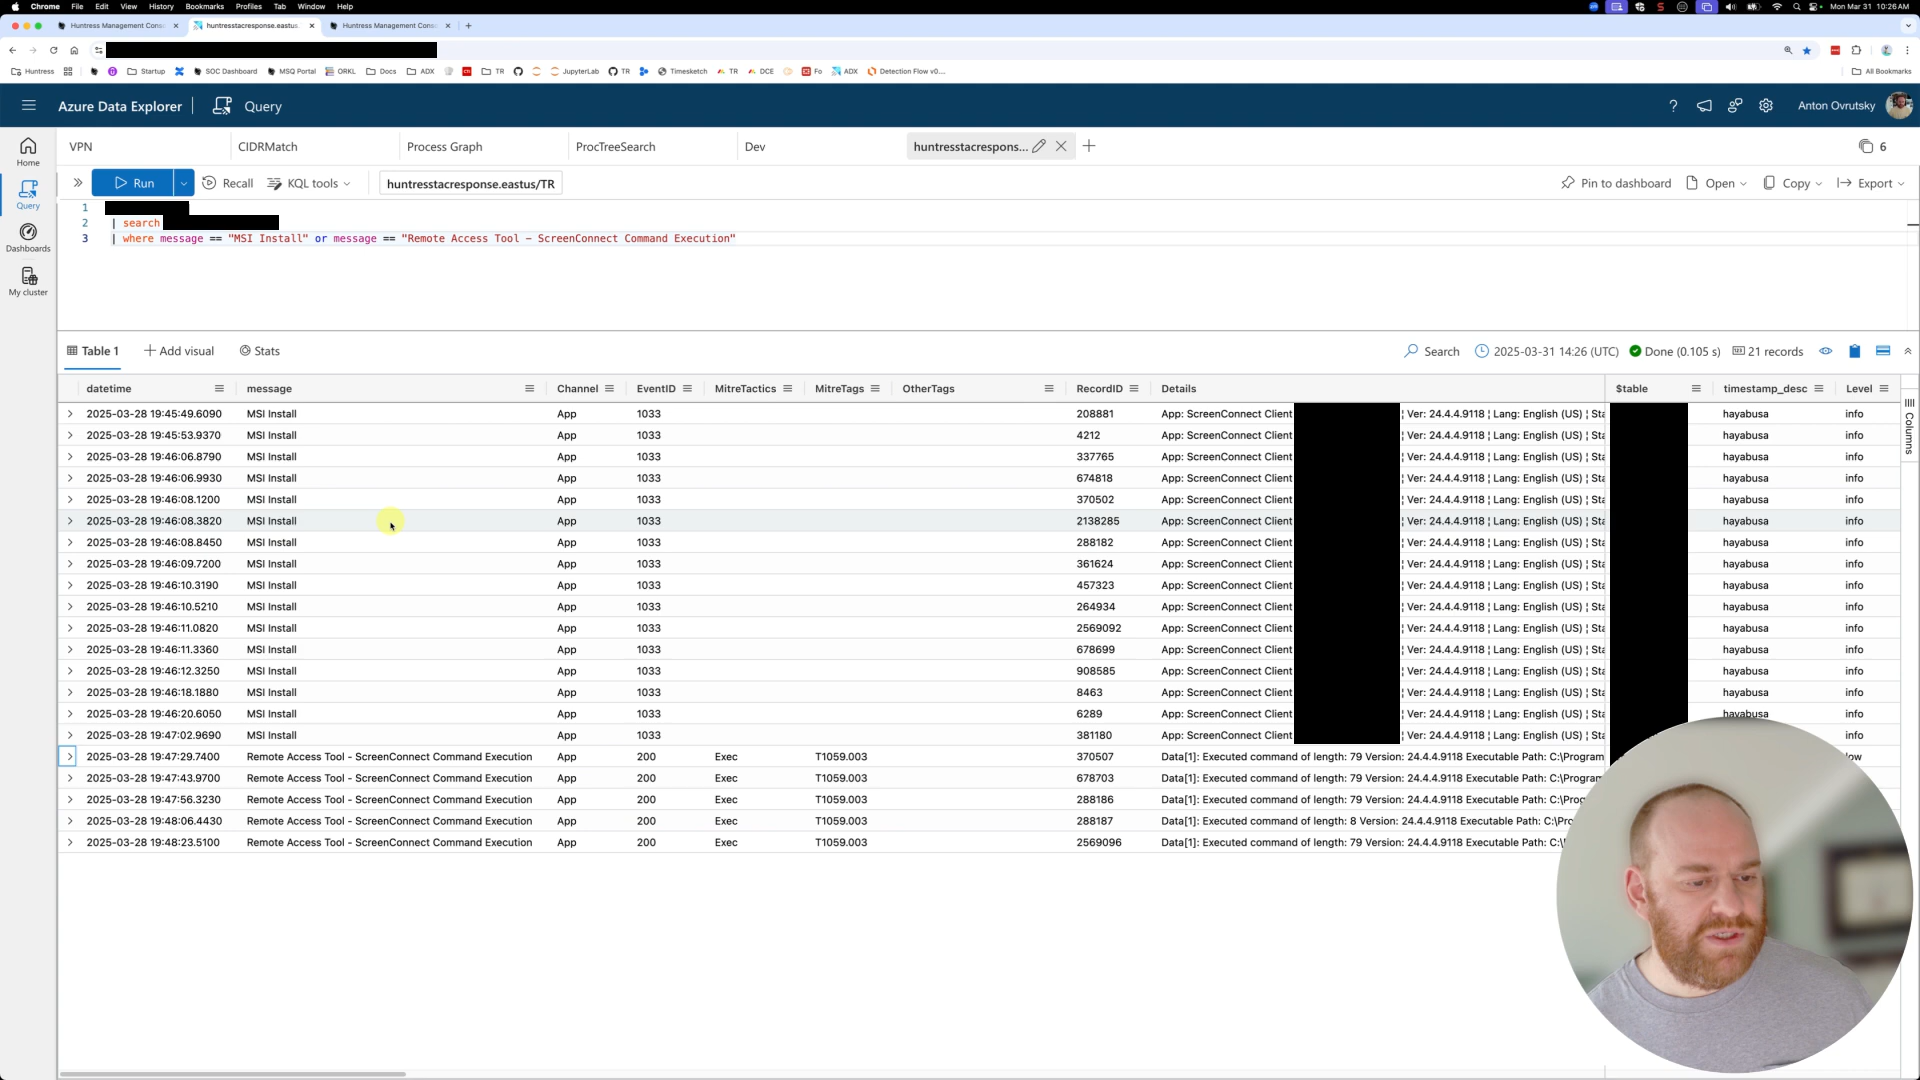 Chrome File Edit View History Bookmarks Profiles Tab Window Help Mon Mar 31 10:26 AM
Huntress Management Cons huntresstacresponse.eastus. Huntress Management Cons
Huntress Startup SOC Dashboard MSQ Portal ORKL Docs ADX TR JupyterLab TR Timesketch TR DCE Fo ADX Detection Flow v0... All Bookmarks
Azure Data Explorer Query ? Anton Ovrutsky
Home
Query
Dashboards
My cluster
VPN CIDRMatch Process Graph ProcTreeSearch Dev huntresstacrespons... 6
Run Recall KQL tools huntresstacresponse.eastus/TR Pin to dashboard Open Copy Export
1
2 | search
3 | where message == "MSI Install" or message == "Remote Access Tool - ScreenConnect Command Execution"
Table 1 Add visual Stats Search 2025-03-31 14:26 (UTC) Done (0.105 s) 21 records
datetime message Channel EventID MitreTactics MitreTags OtherTags RecordID Details $table timestamp_desc Level
2025-03-28 19:45:49.6090 MSI Install App 1033 208881 App: ScreenConnect Client ¦ Ver: 24.4.4.9118 ¦ Lang: English (US) ¦ Sta hayabusa info
2025-03-28 19:45:53.9370 MSI Install App 1033 4212 App: ScreenConnect Client ¦ Ver: 24.4.4.9118 ¦ Lang: English (US) ¦ Sta hayabusa info
2025-03-28 19:46:06.8790 MSI Install App 1033 337765 App: ScreenConnect Client ¦ Ver: 24.4.4.9118 ¦ Lang: English (US) ¦ Sta hayabusa info
2025-03-28 19:46:06.9930 MSI Install App 1033 674818 App: ScreenConnect Client ¦ Ver: 24.4.4.9118 ¦ Lang: English (US) ¦ Sta hayabusa info
2025-03-28 19:46:08.1200 MSI Install App 1033 370502 App: ScreenConnect Client ¦ Ver: 24.4.4.9118 ¦ Lang: English (US) ¦ Sta hayabusa info
2025-03-28 19:46:08.3820 MSI Install App 1033 2138285 App: ScreenConnect Client ¦ Ver: 24.4.4.9118 ¦ Lang: English (US) ¦ Sta hayabusa info
2025-03-28 19:46:08.8450 MSI Install App 1033 288182 App: ScreenConnect Client ¦ Ver: 24.4.4.9118 ¦ Lang: English (US) ¦ Sta hayabusa info
2025-03-28 19:46:09.7200 MSI Install App 1033 361624 App: ScreenConnect Client ¦ Ver: 24.4.4.9118 ¦ Lang: English (US) ¦ Sta hayabusa info
2025-03-28 19:46:10.3190 MSI Install App 1033 457323 App: ScreenConnect Client ¦ Ver: 24.4.4.9118 ¦ Lang: English (US) ¦ Sta hayabusa info
2025-03-28 19:46:10.5210 MSI Install App 1033 264934 App: ScreenConnect Client ¦ Ver: 24.4.4.9118 ¦ Lang: English (US) ¦ Sta hayabusa info
2025-03-28 19:46:11.0820 MSI Install App 1033 2569092 App: ScreenConnect Client ¦ Ver: 24.4.4.9118 ¦ Lang: English (US) ¦ Sta hayabusa info
2025-03-28 19:46:11.3360 MSI Install App 1033 678699 App: ScreenConnect Client ¦ Ver: 24.4.4.9118 ¦ Lang: English (US) ¦ Sta hayabusa info
2025-03-28 19:46:12.3250 MSI Install App 1033 908585 App: ScreenConnect Client ¦ Ver: 24.4.4.9118 ¦ Lang: English (US) ¦ Sta hayabusa info
2025-03-28 19:46:18.1880 MSI Install App 1033 8463 App: ScreenConnect Client ¦ Ver: 24.4.4.9118 ¦ Lang: English (US) ¦ Sta hayabusa info
2025-03-28 19:46:20.6050 MSI Install App 1033 6289 App: ScreenConnect Client ¦ Ver: 24.4.4.9118 ¦ Lang: English (US) ¦ Sta hayabusa info
2025-03-28 19:47:02.9690 MSI Install App 1033 381180 App: ScreenConnect Client ¦ Ver: 24.4.4.9118 ¦ Lang: English (US) ¦ Sta info
2025-03-28 19:47:29.7400 Remote Access Tool - ScreenConnect Command Execution App 200 Exec T1059.003 370507 Data[1]: Executed command of length: 79 Version: 24.4.4.9118 Executable Path: C:\Program low
2025-03-28 19:47:43.9700 Remote Access Tool - ScreenConnect Command Execution App 200 Exec T1059.003 678703 Data[1]: Executed command of length: 79 Version: 24.4.4.9118 Executable Path: C:\Program
2025-03-28 19:47:56.3230 Remote Access Tool - ScreenConnect Command Execution App 200 Exec T1059.003 288186 Data[1]: Executed command of length: 79 Version: 24.4.4.9118 Executable Path: C:\Prog
2025-03-28 19:48:06.4430 Remote Access Tool - ScreenConnect Command Execution App 200 Exec T1059.003 288187 Data[1]: Executed command of length: 8 Version: 24.4.4.9118 Executable Path: C:\Pro
2025-03-28 19:48:23.5100 Remote Access Tool - ScreenConnect Command Execution App 200 Exec T1059.003 2569096 Data[1]: Executed command of length: 79 Version: 24.4.4.9118 Executable Path: C:\
Columns